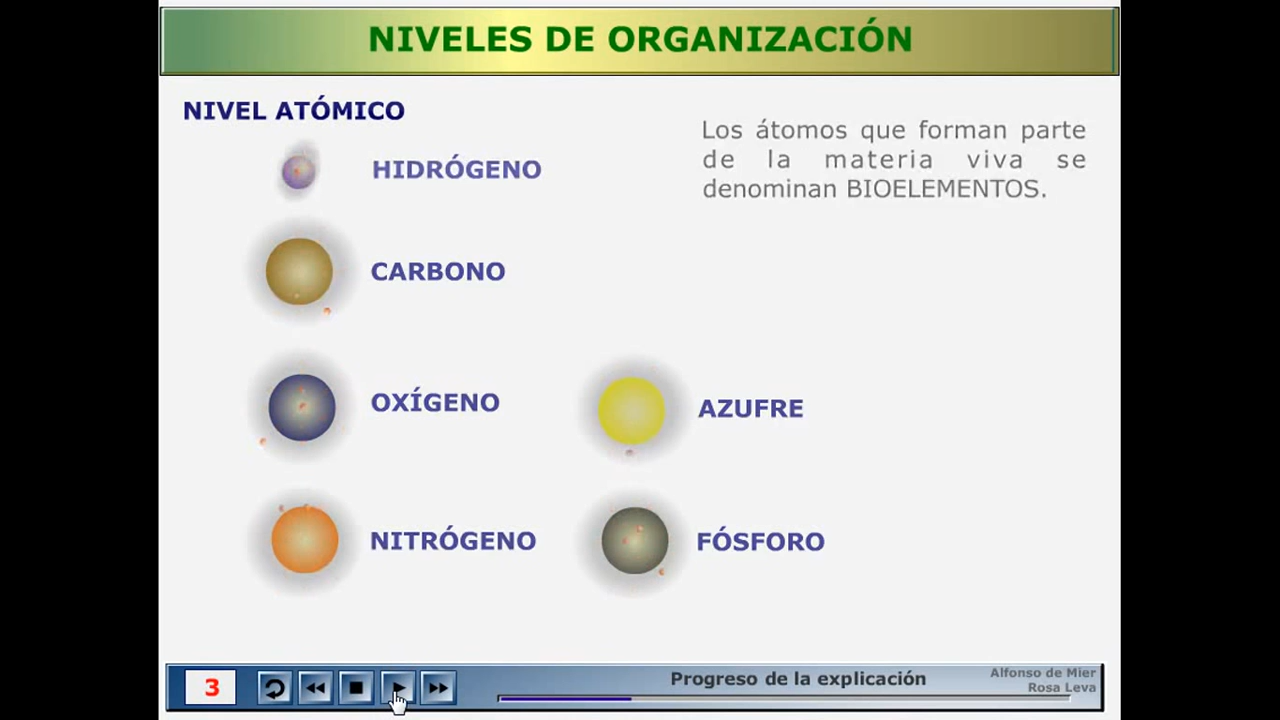 NIVELES DE ORGANIZACIÓN
NIVEL ATÓMICO
HIDRÓGENO
Los átomos que forman parte
de la materia viva se
denominan BIOELEMENTOS.
CARBONO
OXÍGENO
AZUFRE
NITRÓGENO
FÓSFORO
3
Progreso de la explicación
Alfonso de Mier
Rosa Leva